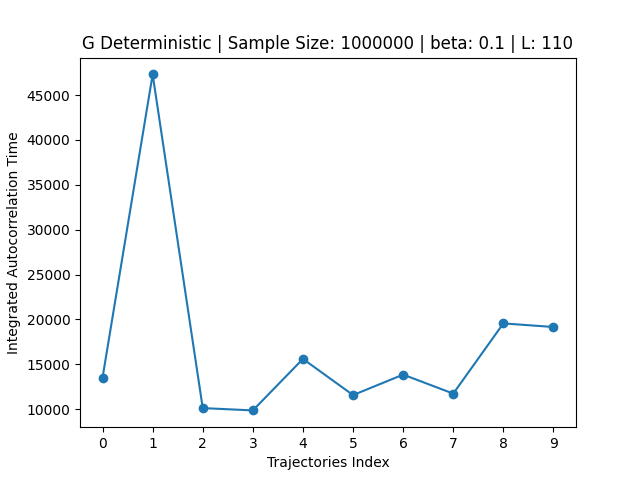 G Deterministic | Sample Size: 1000000 | beta: 0.1 | L: 110
Integrated Autocorrelation Time
45000
40000
35000
30000
25000
20000
15000
10000
0 1 2 3 4 5 6 7 8 9
Trajectories Index